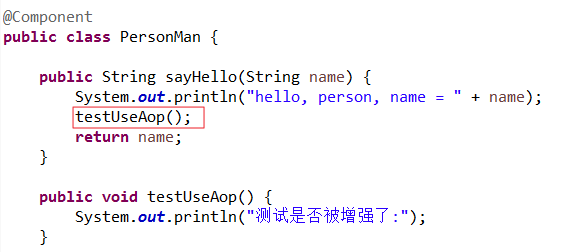 @Component
public class PersonMan {
public String sayHello(String name) {
System.out.println("hello, person, name = " + name);
testUseAop();
return name;
}
public void testUseAop() {
System.out.println("测试是否被增强了:");
}